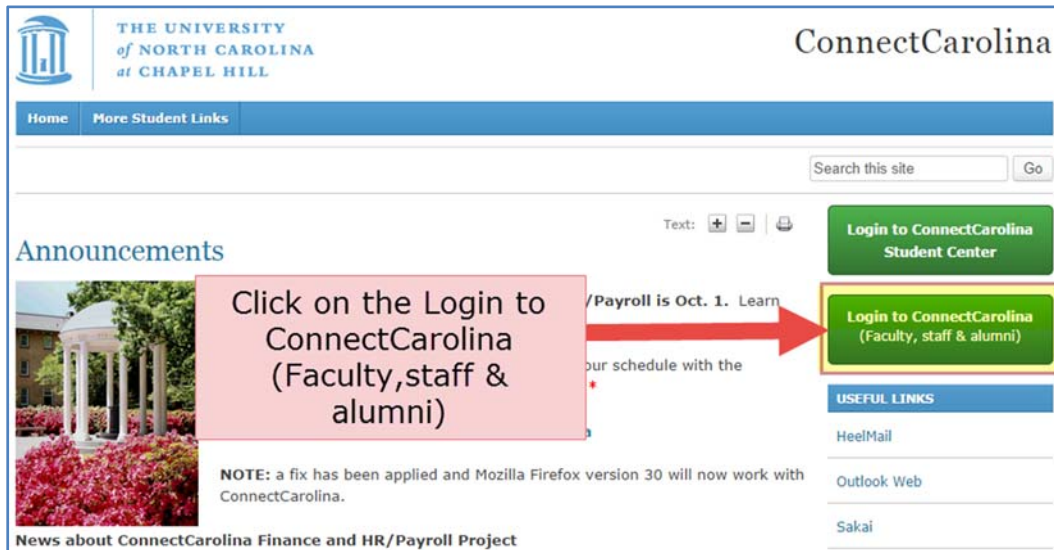 THE UNIVERSITY
of NORTH CAROLINA
at CHAPEL HILL
ConnectCarolina
Home More Student Links
Search this site Go
Text: + -
Announcements
Login to ConnectCarolina
Student Center
Click on the Login to
ConnectCarolina
(Faculty,staff &
alumni)
/Payroll is Oct. 1. Learn
Login to ConnectCarolina
(Faculty, staff & alumni)
schedule with the
*
USEFUL LINKS
HeelMail
NOTE: a fix has been applied and Mozilla Firefox version 30 will now work with
ConnectCarolina.
Outlook Web
Sakai
News about ConnectCarolina Finance and HR/Payroll Project